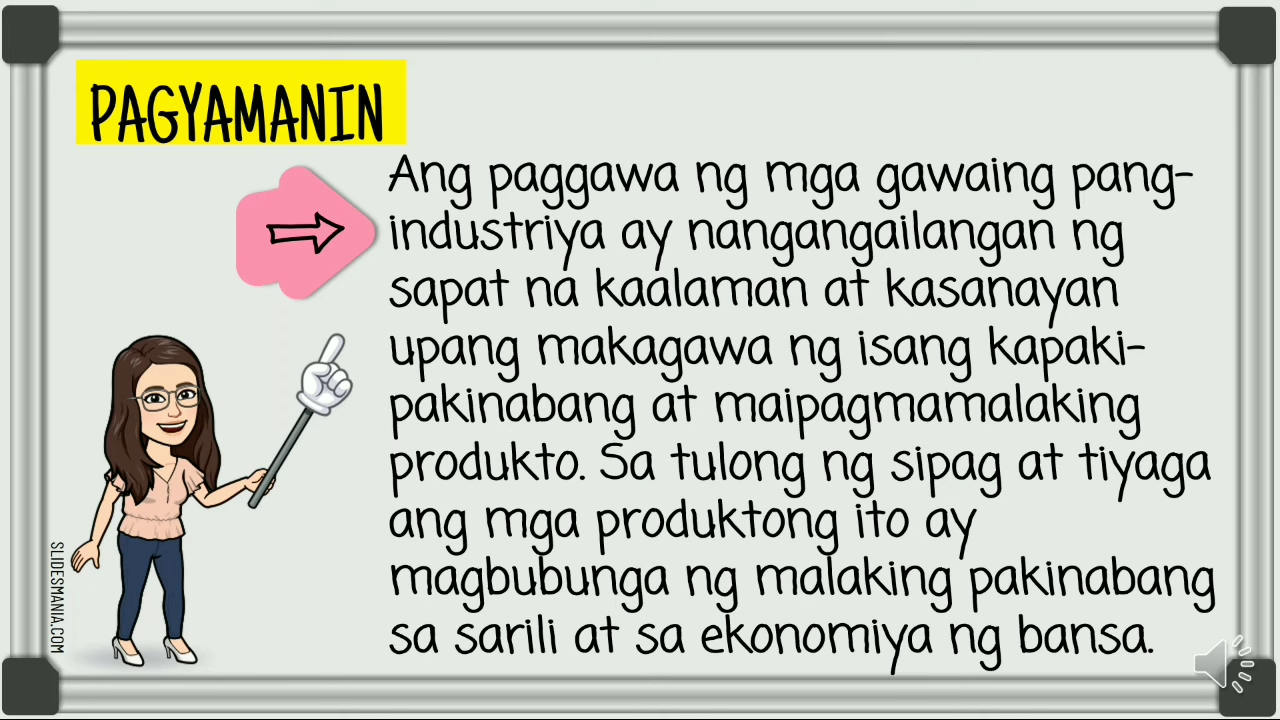 PAGYAMANIN
Ang paggawa ng mga gawaing pang-
industriya ay nangangailangan ng
sapat na kaalaman at kasanayan
upang makagawa ng isang kapaki-
pakinabang at maipagmamalaking
produkto. Sa tulong ng sipag at tiyaga
ang mga produktong ito ay
magbubunga ng malaking pakinabang
sa sarili at sa ekonomiya ng bansa.
SLIDESMANIA.COM